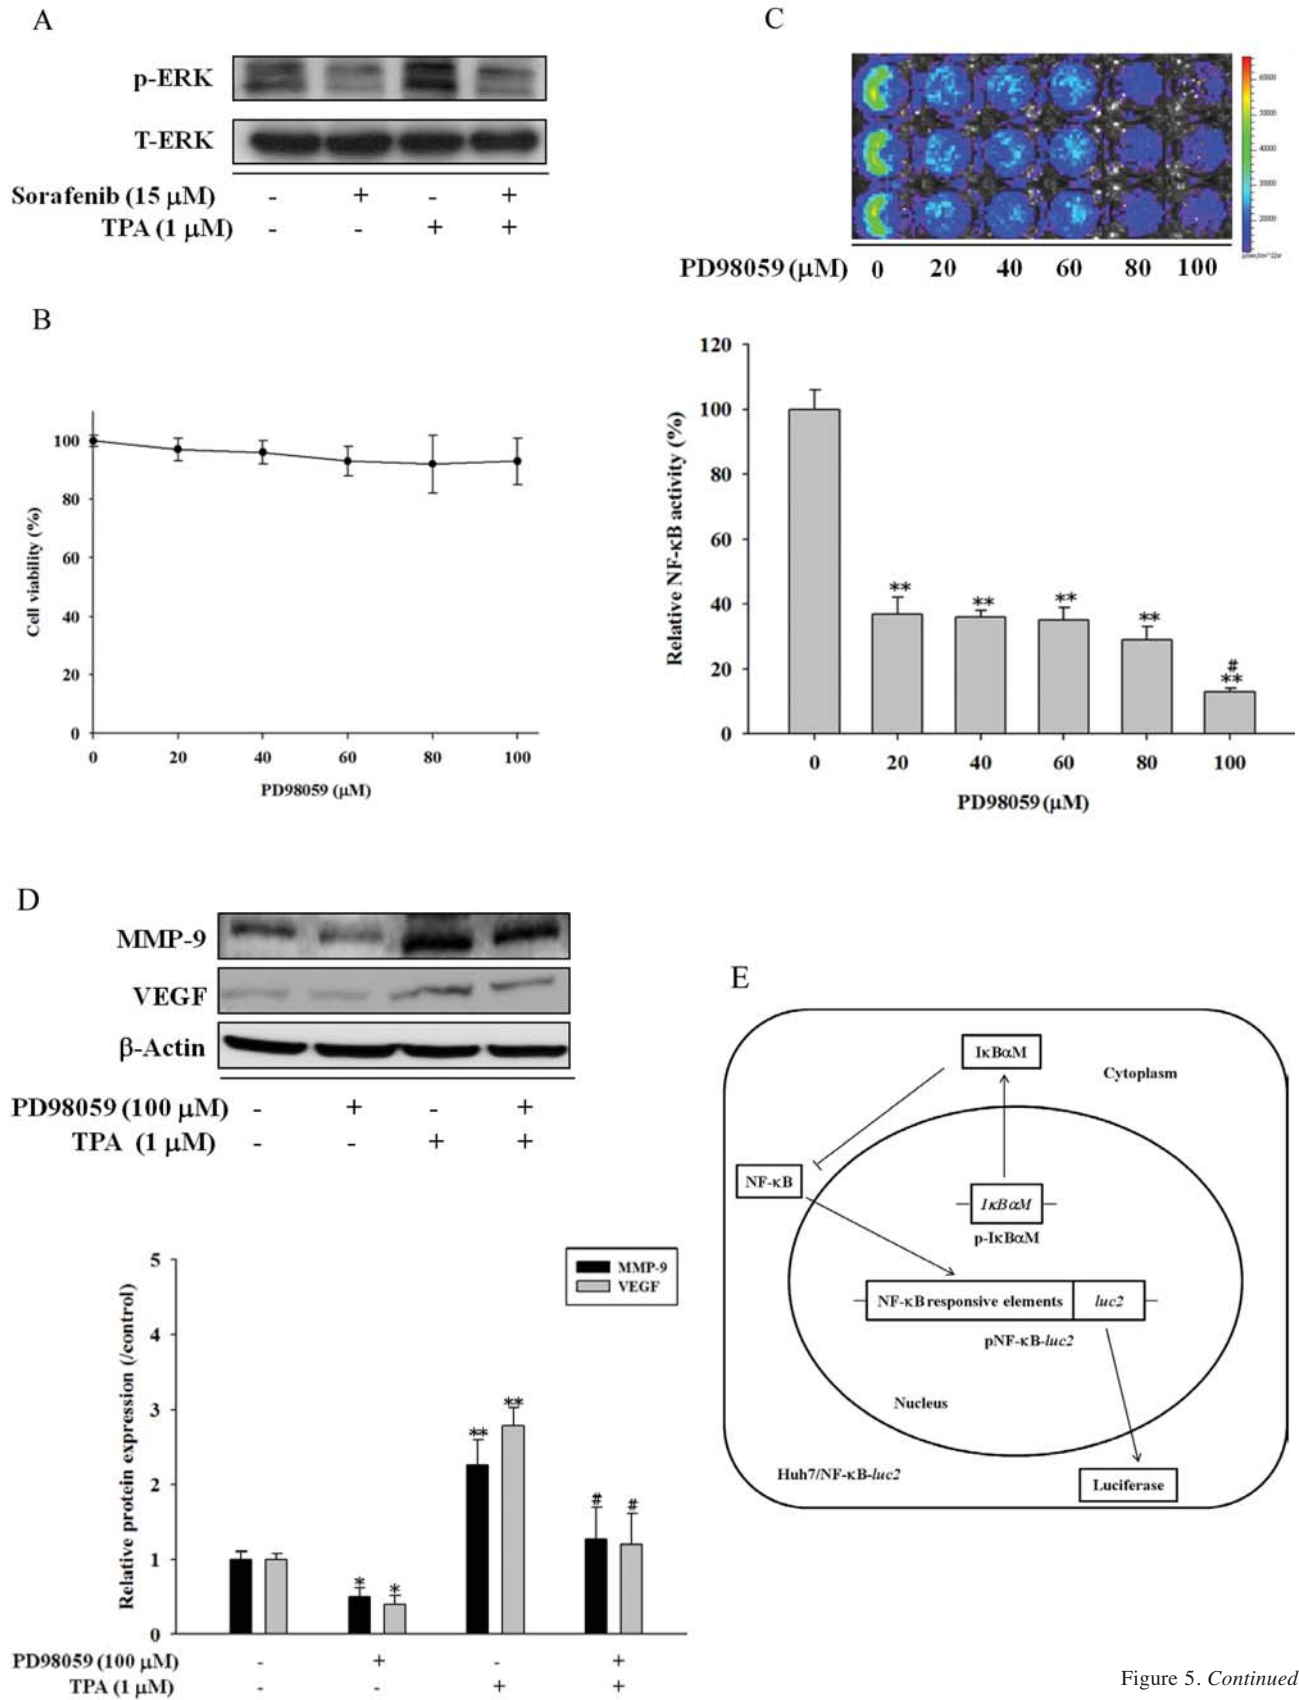 A
p-ERK
T-ERK
Sorafenib (15 μM) - + - +
TPA (1 μM) - - + +
C
60000
40000
30000
20000
PD98059 (μM) 0 20 40 60 80 100
B
100
80
60
40
20
0
Cell viability (%)
0 20 40 60 80 100
PD98059 (μM)
120
100
80
60
40
20
0
Relative NF-κB activity (%)
** ** ** ** # **
0 20 40 60 80 100
PD98059 (μM)
D
MMP-9
VEGF
β-Actin
PD98059 (100 μM) - + - +
TPA (1 μM) - - + +
5
4
3
2
1
0
Relative protein expression (/control)
MMP-9
VEGF
* * ** ** # #
PD98059 (100 μM) - + - +
TPA (1 μM) - - + +
E
IκBαM
Cytoplasm
NF-κB
IκBαM
p-IκBαM
NF-κB responsive elements luc2
pNF-κB-luc2
Nucleus
Huh7/NF-κB-luc2
Luciferase
Figure 5. Continued